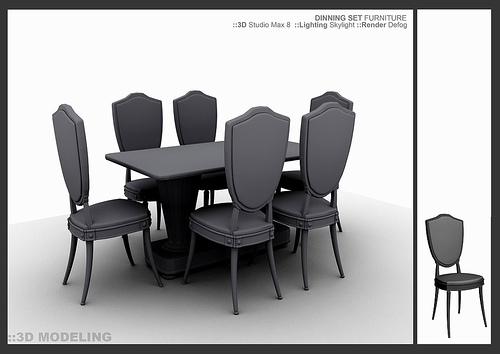 DINNING SET FURNITURE
::3D Studio Max 8 ::Lighting Skylight ::Render Defog
::3D MODELING